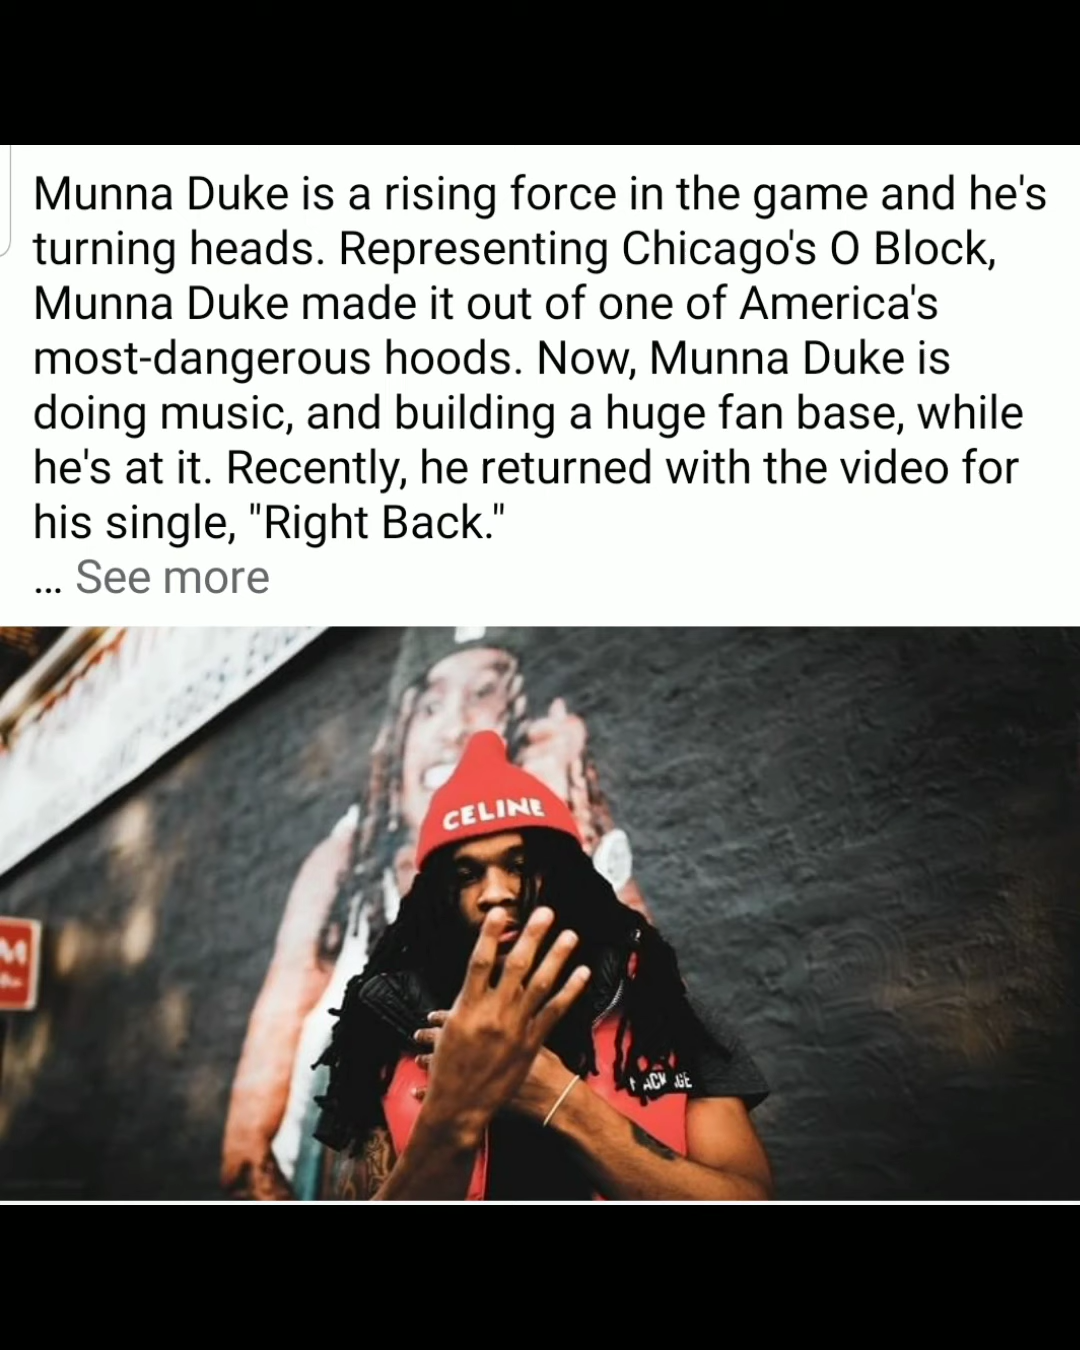 Munna Duke is a rising force in the game and he's
turning heads. Representing Chicago's O Block,
Munna Duke made it out of one of America's
most-dangerous hoods. Now, Munna Duke is
doing music, and building a huge fan base, while
he's at it. Recently, he returned with the video for
his single, "Right Back."
... See more
CELINE